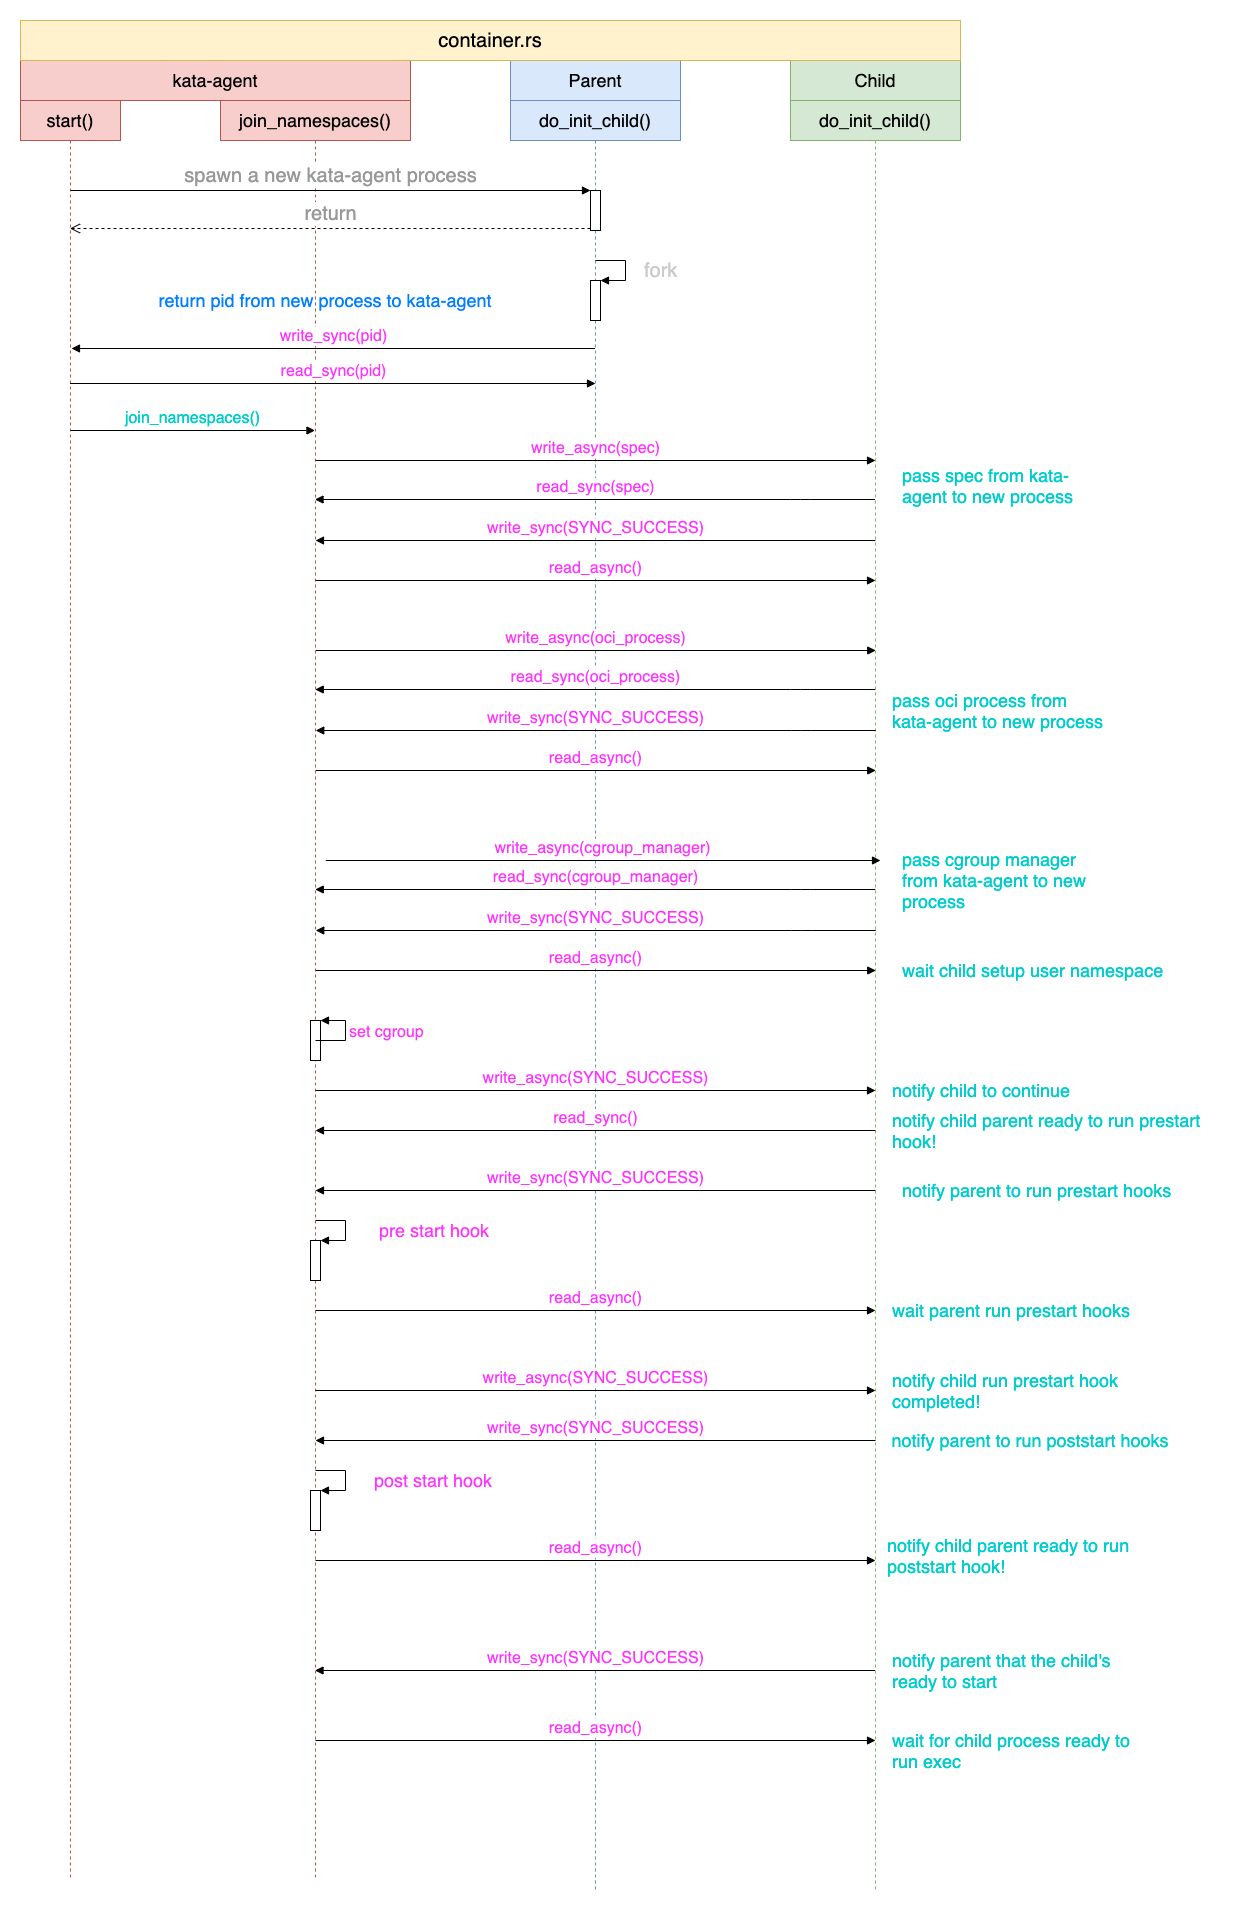 container.rs
kata-agent
Parent
Child
start()
join_namespaces()
do_init_child()
do_init_child()
spawn a new kata-agent process
return
fork
return pid from new process to kata-agent
write_sync(pid)
read_sync(pid)
join_namespaces()
write_async(spec)
pass spec from kata-
agent to new process
read_sync(spec)
write_sync(SYNC_SUCCESS)
read_async()
write_async(oci_process)
read_sync(oci_process)
pass oci process from
kata-agent to new process
write_sync(SYNC_SUCCESS)
read_async()
write_async(cgroup_manager)
pass cgroup manager
from kata-agent to new
process
read_sync(cgroup_manager)
write_sync(SYNC_SUCCESS)
read_async()
wait child setup user namespace
set cgroup
write_async(SYNC_SUCCESS)
notify child to continue
read_sync()
notify child parent ready to run prestart
hook!
write_sync(SYNC_SUCCESS)
notify parent to run prestart hooks
pre start hook
read_async()
wait parent run prestart hooks
write_async(SYNC_SUCCESS)
notify child run prestart hook
completed!
write_sync(SYNC_SUCCESS)
notify parent to run poststart hooks
post start hook
read_async()
notify child parent ready to run
poststart hook!
write_sync(SYNC_SUCCESS)
notify parent that the child's
ready to start
read_async()
wait for child process ready to
run exec